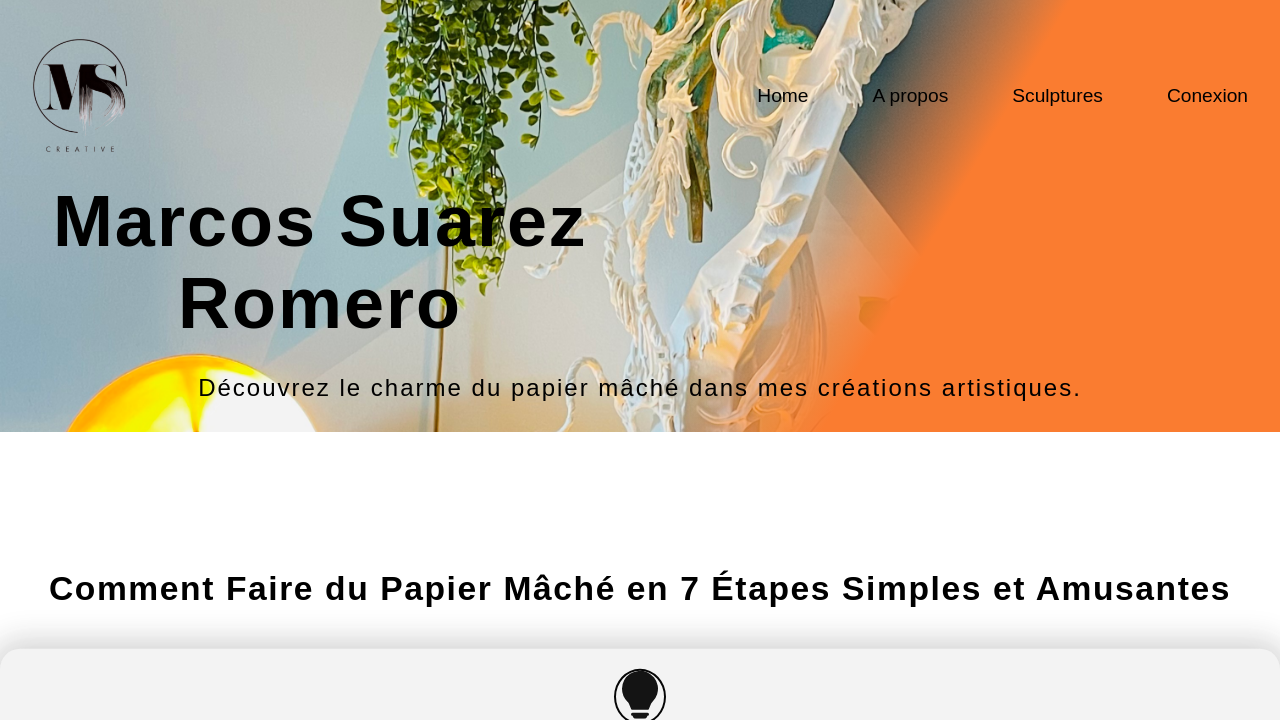 MS
CREATIVE
Home
A propos
Sculptures
Conexion
Marcos Suarez
Romero
Découvrez le charme du papier mâché dans mes créations artistiques.
Comment Faire du Papier Mâché en 7 Étapes Simples et Amusantes